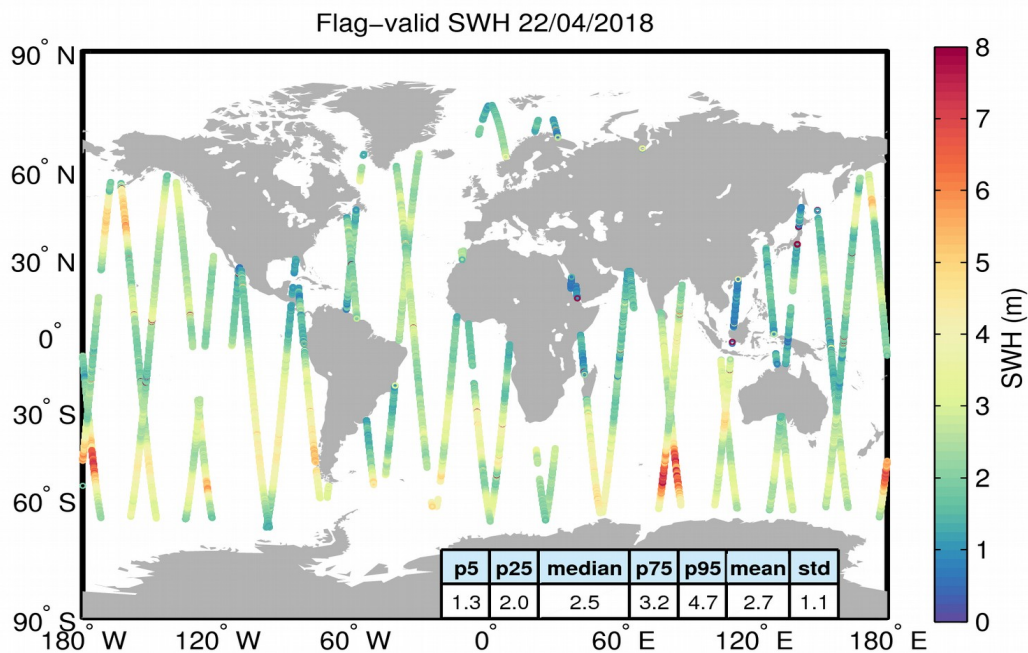 Flag−valid SWH 22/04/2018
90° N
60° N
30° N
0°
30° S
60° S
90° S
180° W
120° W
60° W
0°
60° E
120° E
180° E
8
7
6
5
4
3
2
1
0
SWH (m)
p5 p25 median p75 p95 mean std
1.3 2.0 2.5 3.2 4.7 2.7 1.1